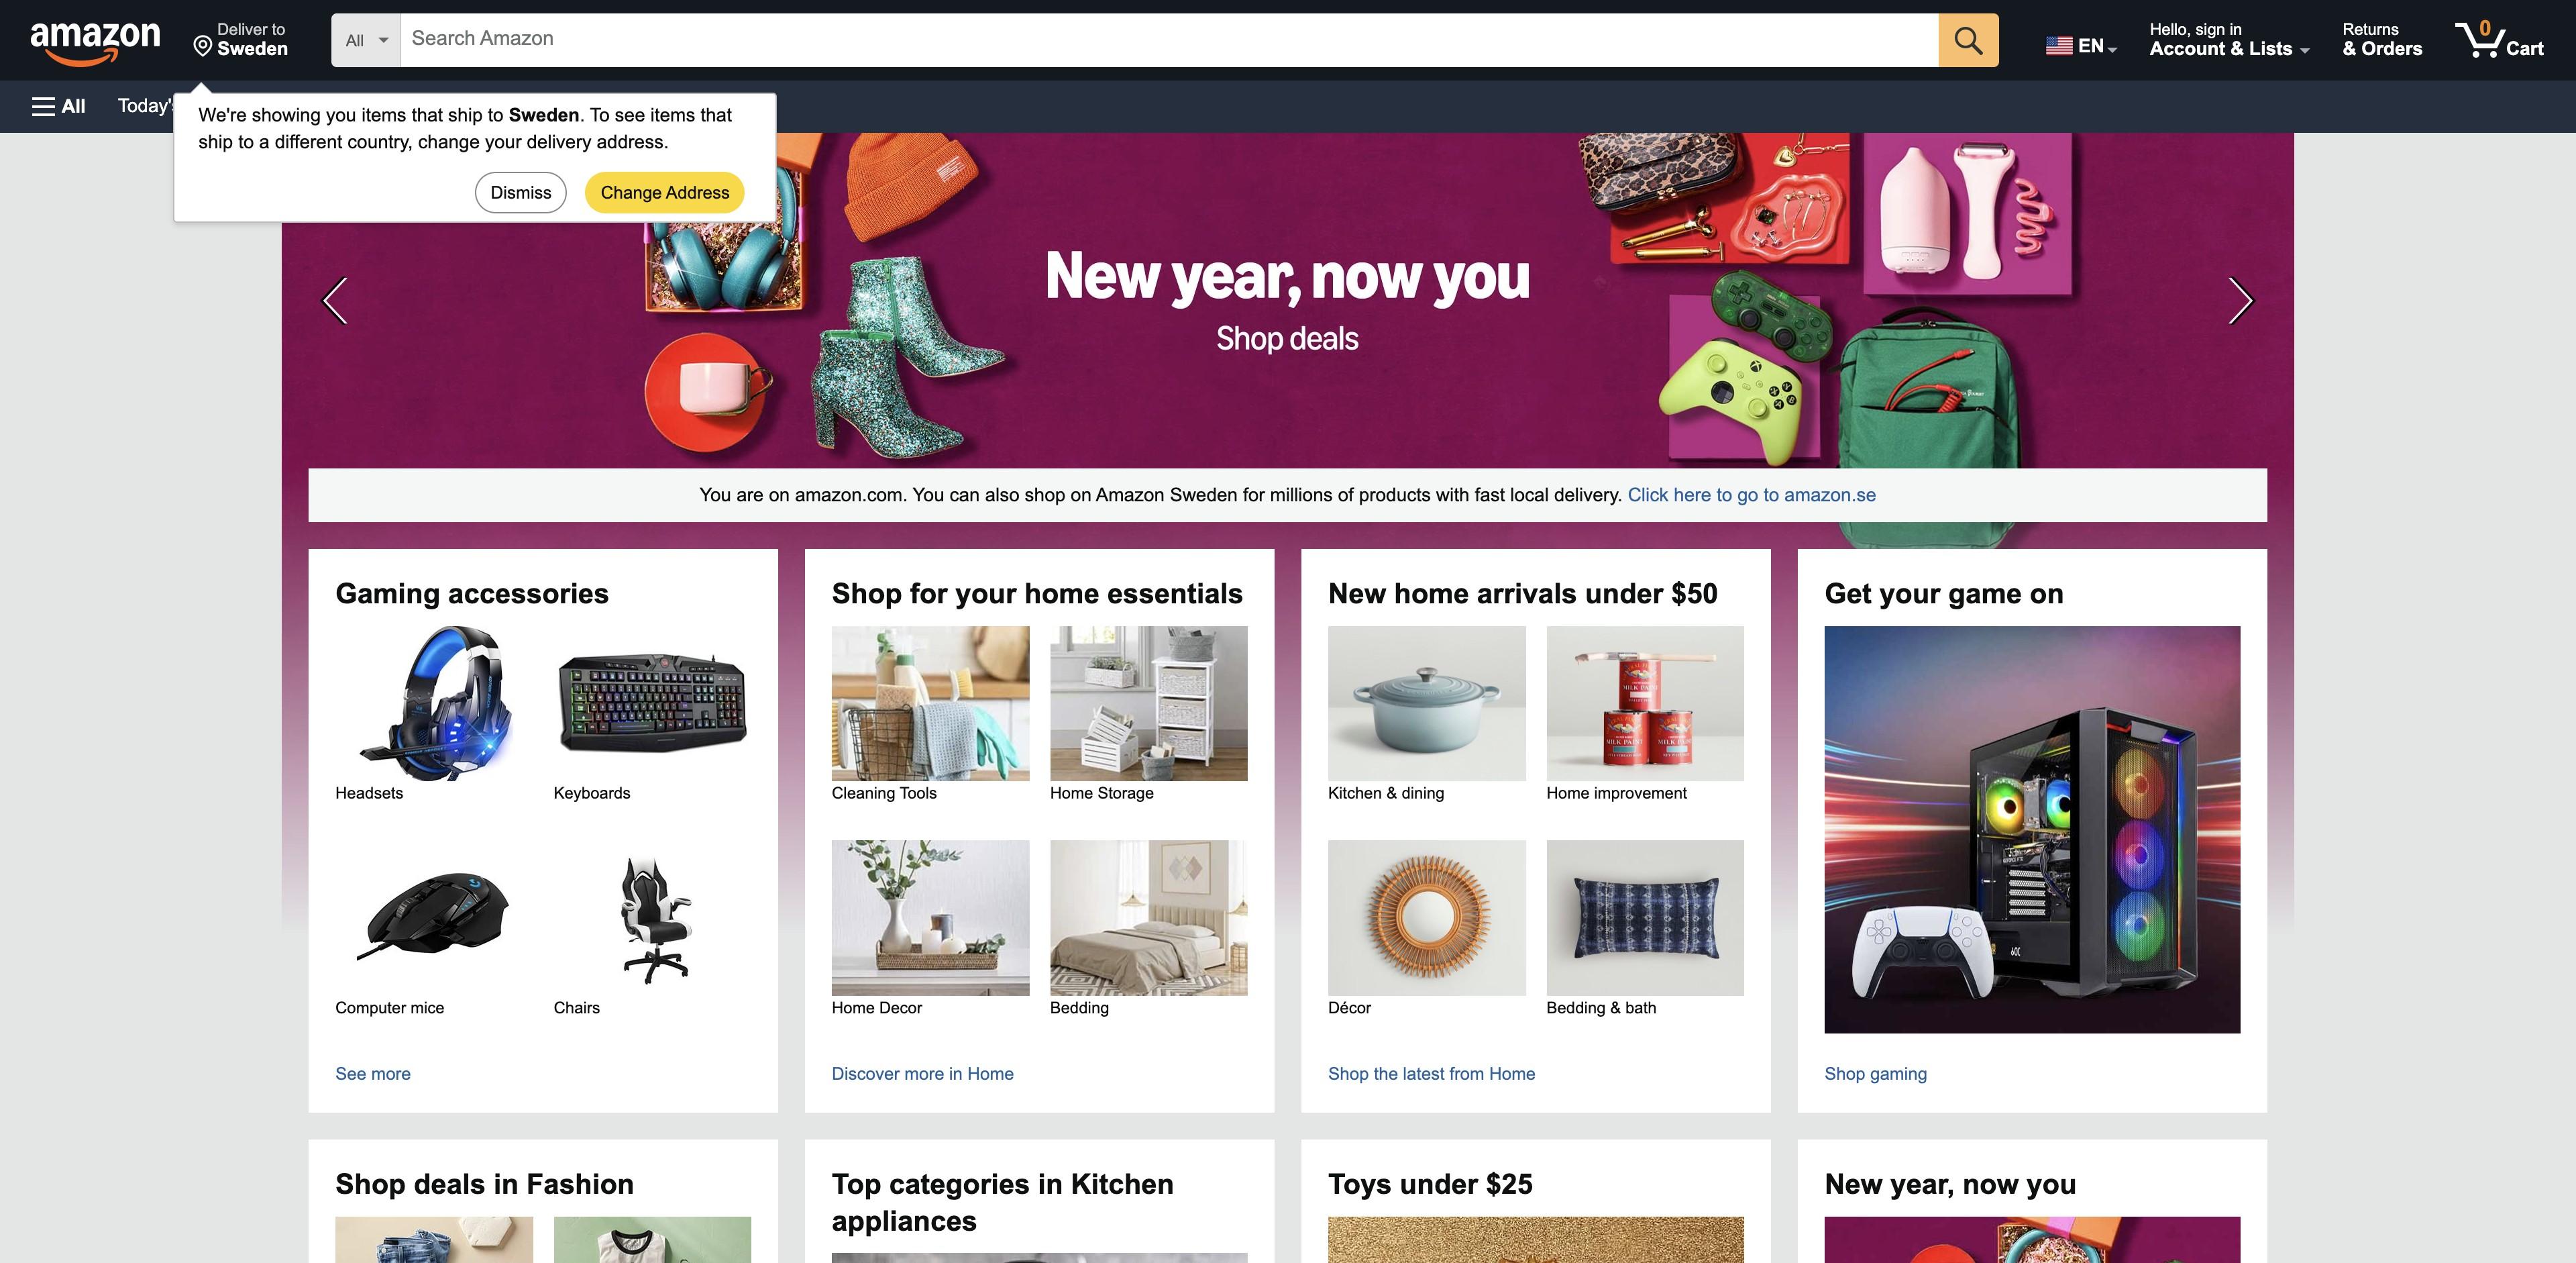 amazon
Deliver to
Sweden
All
Search Amazon
EN
Hello, sign in
Account & Lists
Returns
& Orders
0
Cart
All
Today's
We're showing you items that ship to Sweden. To see items that
ship to a different country, change your delivery address.
Dismiss
Change Address
New year, now you
Shop deals
You are on amazon.com. You can also shop on Amazon Sweden for millions of products with fast local delivery. Click here to go to amazon.se
Gaming accessories
Headsets
Keyboards
Computer mice
Chairs
See more
Shop for your home essentials
Cleaning Tools
Home Storage
Home Decor
Bedding
Discover more in Home
New home arrivals under $50
MILK PAINT
MILK PAINT
MILK PAINT
Kitchen & dining
Home improvement
Décor
Bedding & bath
Shop the latest from Home
Get your game on
Shop gaming
Shop deals in Fashion
Top categories in Kitchen
appliances
Toys under $25
New year, now you